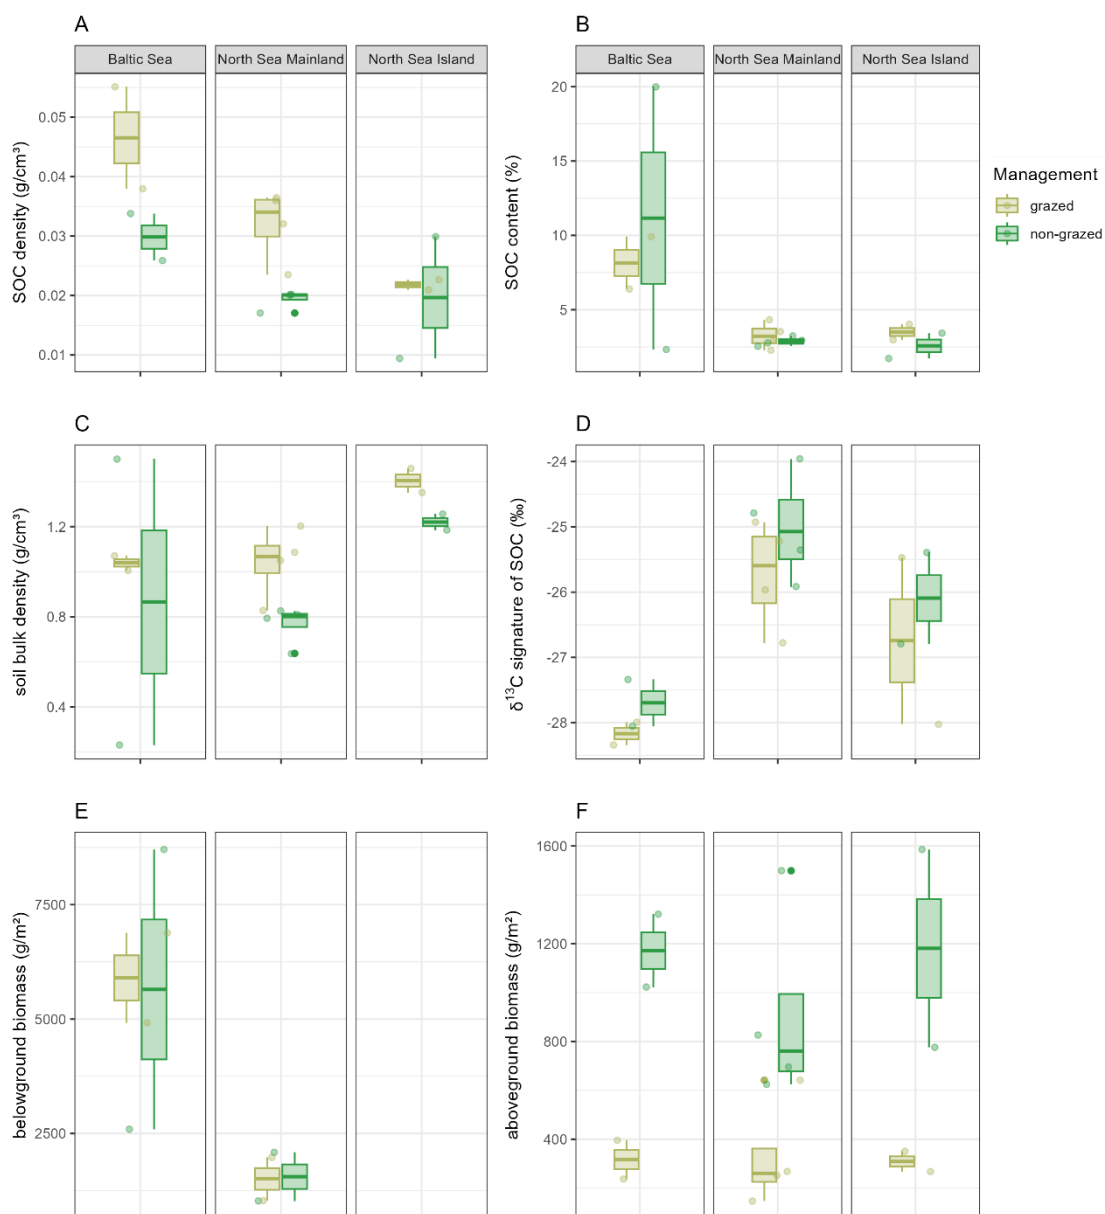 A
B
Baltic Sea
North Sea Mainland
North Sea Island
Baltic Sea
North Sea Mainland
North Sea Island
SOC density (g/cm³)
0.05
0.04
0.03
0.02
0.01
SOC content (%)
20
15
10
5
Management
grazed
non-grazed
C
D
soil bulk density (g/cm³)
1.2
0.8
0.4
δ¹³C signature of SOC (‰)
-24
-25
-26
-27
-28
E
F
belowground biomass (g/m²)
7500
5000
2500
aboveground biomass (g/m²)
1600
1200
800
400